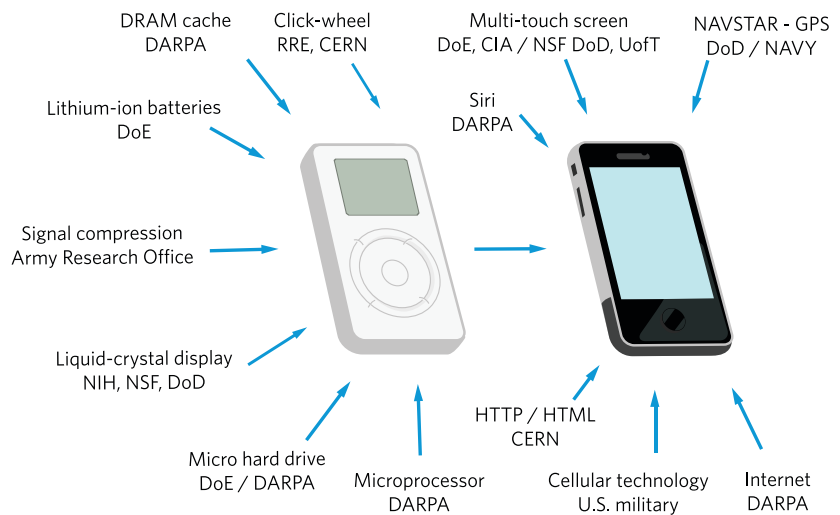 DRAM cache
DARPA
Click-wheel
RRE, CERN
Multi-touch screen
DoE, CIA / NSF DoD, UofT
NAVSTAR - GPS
DoD / NAVY
Lithium-ion batteries
DoE
Siri
DARPA
Signal compression
Army Research Office
Liquid-crystal display
NIH, NSF, DoD
Micro hard drive
DoE / DARPA
Microprocessor
DARPA
HTTP / HTML
CERN
Cellular technology
U.S. military
Internet
DARPA